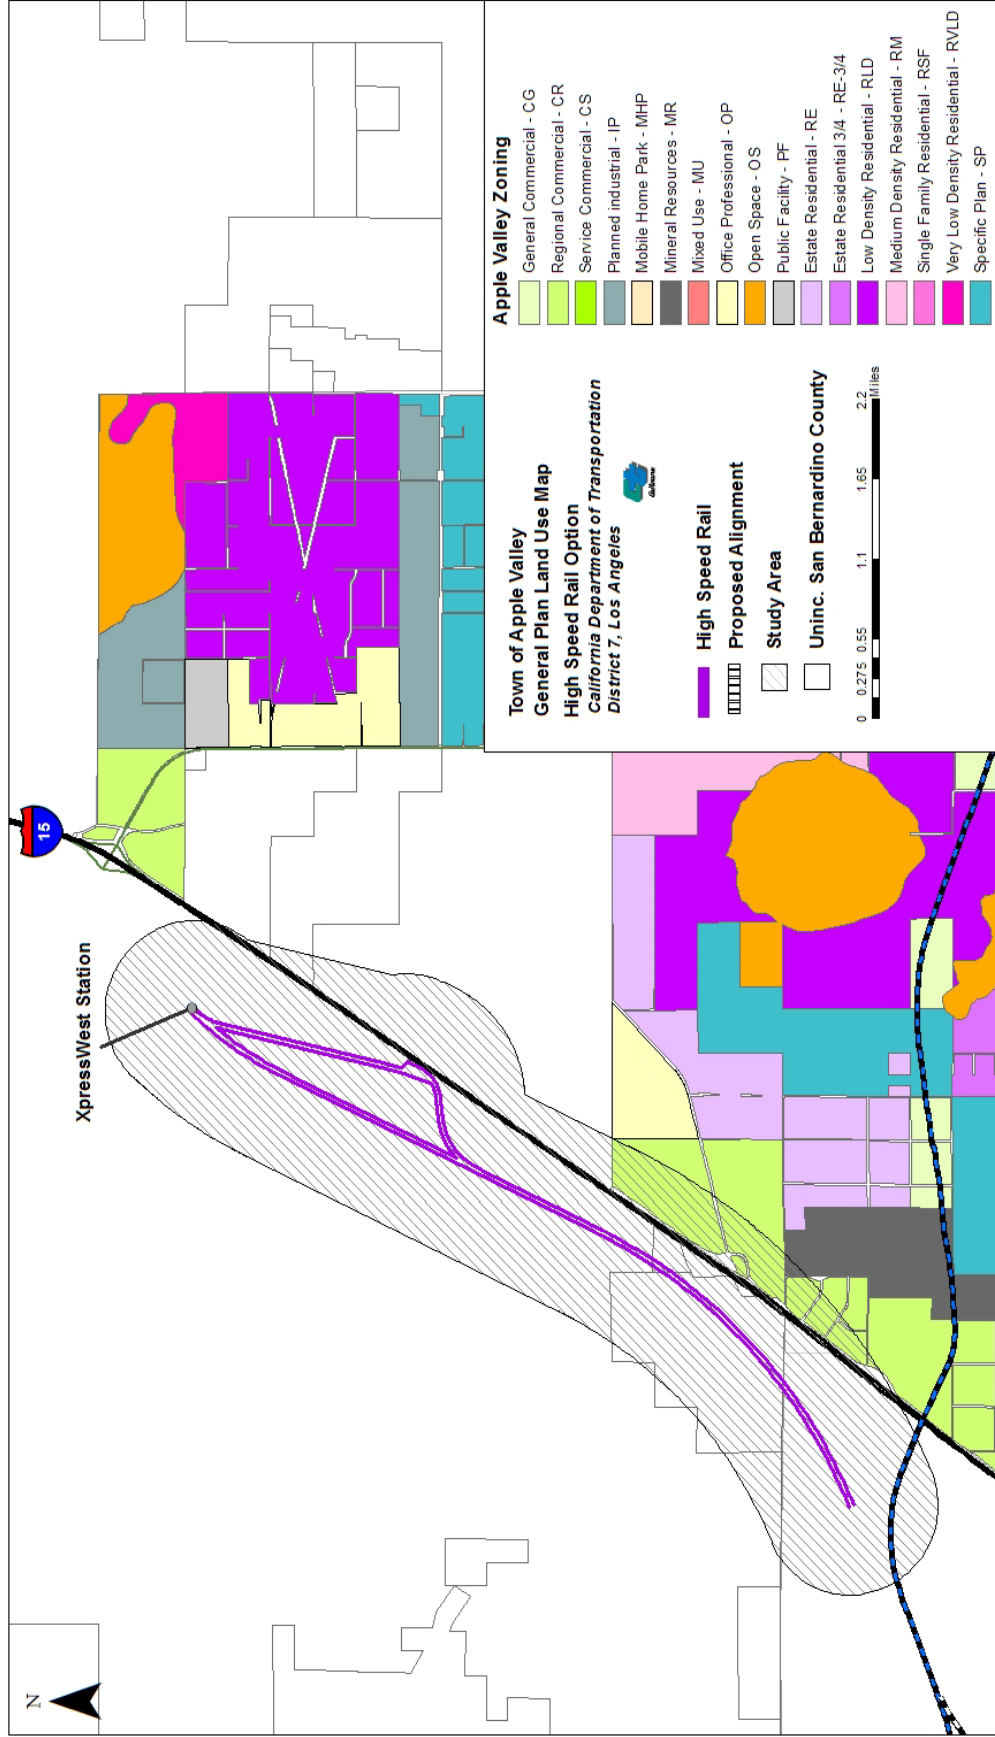 N
15
XpressWest Station
Town of Apple Valley
General Plan Land Use Map
High Speed Rail Option
California Department of Transportation
District 7, Los Angeles
Caltrans
High Speed Rail
Proposed Alignment
Study Area
Uninc. San Bernardino County
0 0.275 0.55 1.1 1.65 2.2
Miles
Apple Valley Zoning
General Commercial - CG
Regional Commercial - CR
Service Commercial - CS
Planned industrial - IP
Mobile Home Park - MHP
Mineral Resources - MR
Mixed Use - MU
Office Professional - OP
Open Space - OS
Public Facility - PF
Estate Residential - RE
Estate Residential 3/4 - RE-3/4
Low Density Residential - RLD
Medium Density Residential - RM
Single Family Residential - RSF
Very Low Density Residential - RVLD
Specific Plan - SP